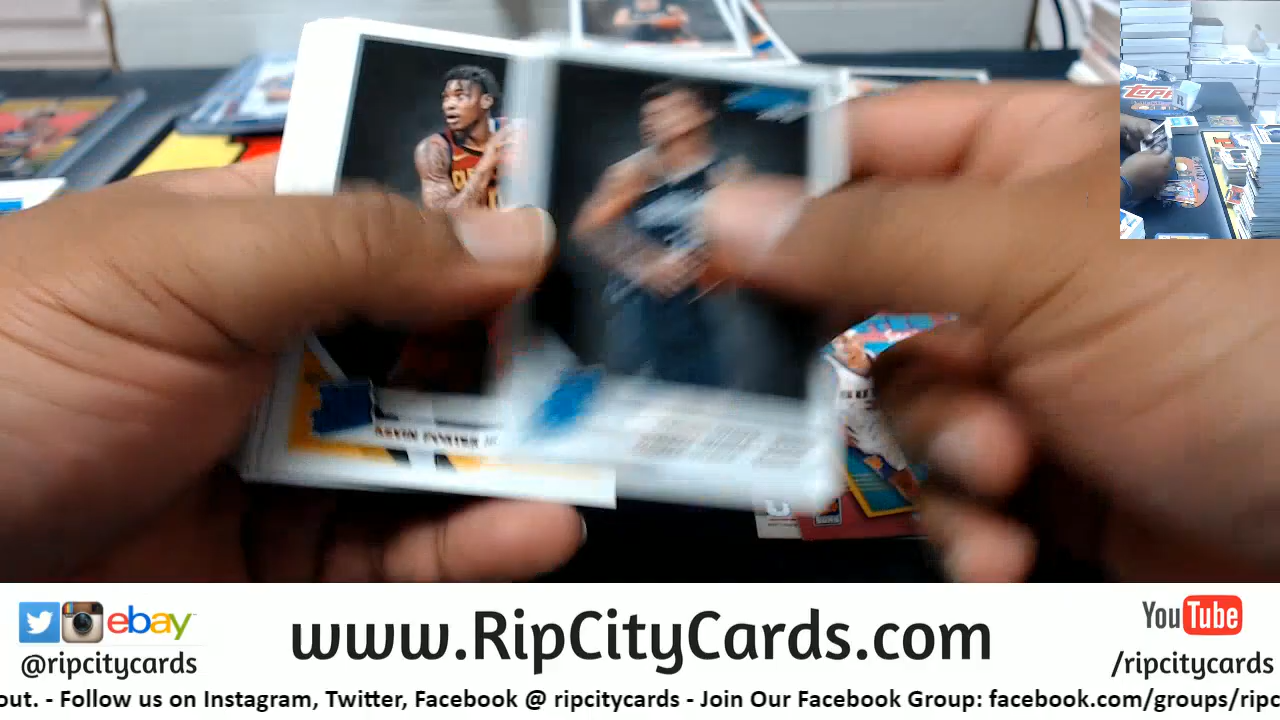 TOPPS
KEVIN PORTER JR
ebay
@ripcitycards
www.RipCityCards.com
YouTube
/ripcitycards
out. - Follow us on Instagram, Twitter, Facebook @ ripcitycards - Join Our Facebook Group: facebook.com/groups/ripc